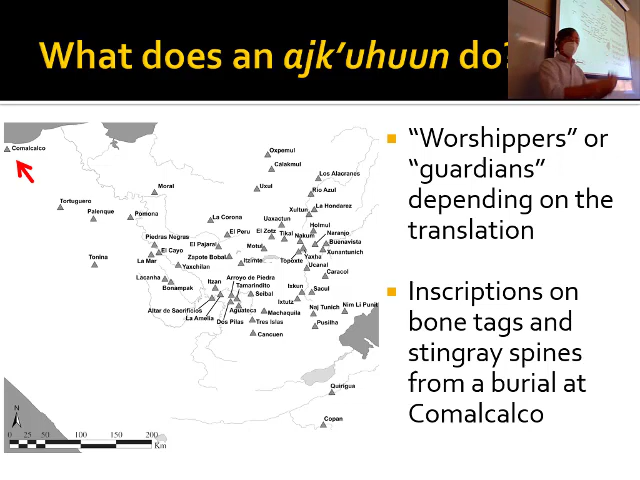 What does an ajk’uhuun do?
“Worshippers” or
“guardians”
depending on the
translation
Inscriptions on
bone tags and
stingray spines
from a burial at
Comalcalco
Comalcalco
Oxpemul
Calakmul
Los Alacranes
Moral
Uxul
Rio Azul
Tortuguero
Palenque
Pomona
La Corona
Xultun
La Honradez
Uaxactun
Holmul
El Peru
El Zotz
Tikal
Nakum
Naranjo
Piedras Negras
El Pajaral
Motul
Buenavista
El Cayo
Zapote Bobal
Yaxha
Xunantunich
Tonina
La Mar
Itzimte
Topoxte
Yaxchilan
Ucanal
Caracol
Lacanha
Arroyo de Piedra
Bonampak
Itzan
Tamarindito
Ixkun
Sacul
Seibal
Ixtutz
Altar de Sacrificios
Aguateca
Machaquila
Naj Tunich
Nim Li Punit
La Amelia
Dos Pilas
Tres Islas
Pusilha
Cancuen
Quirigua
Copan
N
0 25 50 100 150 200
Km